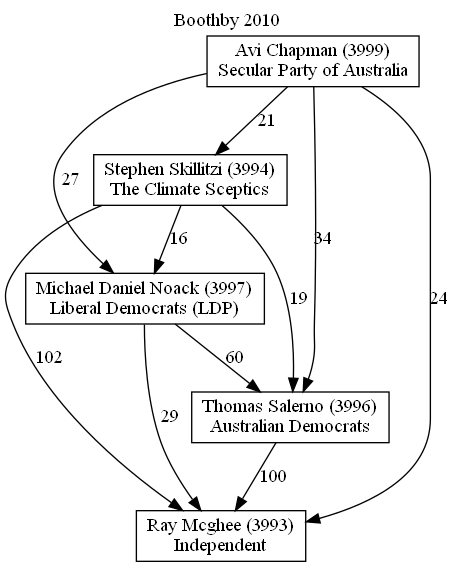 Boothby 2010
Avi Chapman (3999)
Secular Party of Australia
21
Stephen Skillitzi (3994)
The Climate Sceptics
27
16
34
Michael Daniel Noack (3997)
Liberal Democrats (LDP)
19
24
102
60
Thomas Salerno (3996)
Australian Democrats
29
100
Ray Mcghee (3993)
Independent